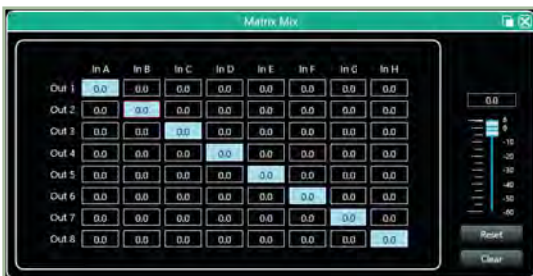 Matrix Mix
In A In B In C In D In E In F In G In H
Out 1 0.0 0.0 0.0 0.0 0.0 0.0 0.0 0.0
Out 2 0.0 0.0 0.0 0.0 0.0 0.0 0.0 0.0
Out 3 0.0 0.0 0.0 0.0 0.0 0.0 0.0 0.0
Out 4 0.0 0.0 0.0 0.0 0.0 0.0 0.0 0.0
Out 5 0.0 0.0 0.0 0.0 0.0 0.0 0.0 0.0
Out 6 0.0 0.0 0.0 0.0 0.0 0.0 0.0 0.0
Out 7 0.0 0.0 0.0 0.0 0.0 0.0 0.0 0.0
Out 8 0.0 0.0 0.0 0.0 0.0 0.0 0.0 0.0
0.0
0
-10
-20
-30
-40
-50
-60
Reset
Clear